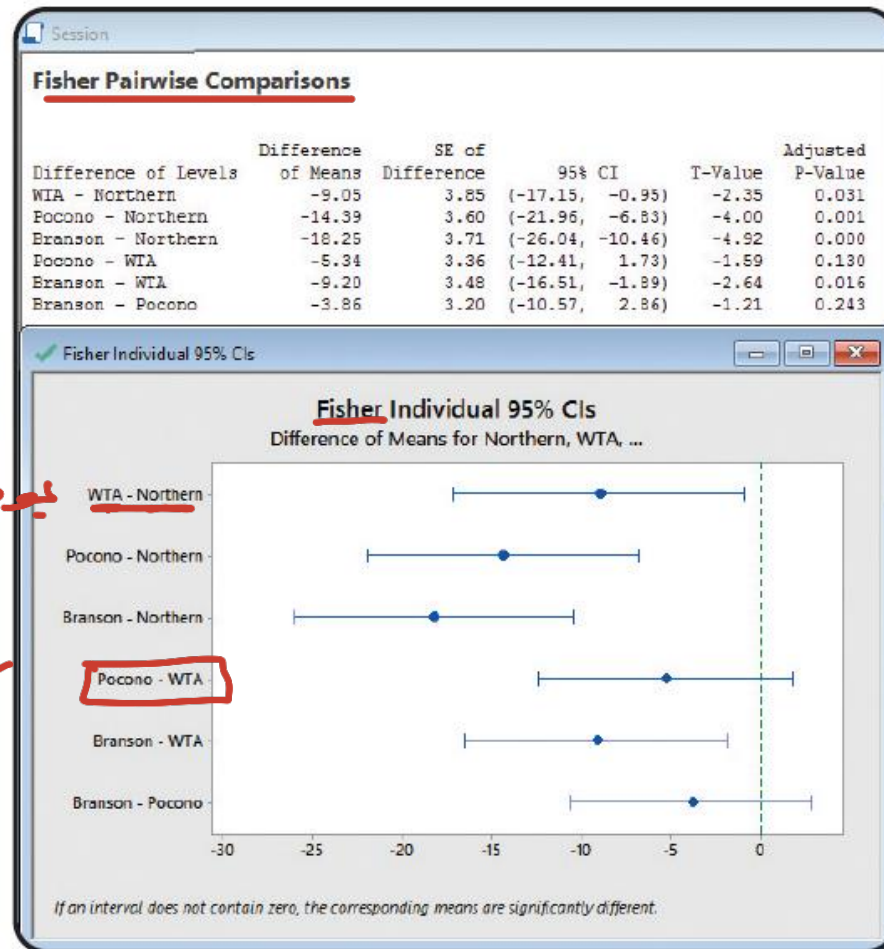 Session
Fisher Pairwise Comparisons
Difference SE of Adjusted
Difference of Levels of Means Difference 95% CI T-Value P-Value
WTA - Northern -9.05 3.85 (-17.15, -0.95) -2.35 0.031
Pocono - Northern -14.39 3.60 (-21.96, -6.83) -4.00 0.001
Branson - Northern -18.25 3.71 (-26.04, -10.46) -4.92 0.000
Pocono - WTA -5.34 3.36 (-12.41, 1.73) -1.59 0.130
Branson - WTA -9.20 3.48 (-16.51, -1.89) -2.64 0.016
Branson - Pocono -3.86 3.20 (-10.57, 2.86) -1.21 0.243
Fisher Individual 95% CIs
Fisher Individual 95% CIs
Difference of Means for Northern, WTA, ...
WTA - Northern
Pocono - Northern
Branson - Northern
Pocono - WTA
Branson - WTA
Branson - Pocono
-30 -25 -20 -15 -10 -5 0
If an interval does not contain zero, the corresponding means are significantly different.